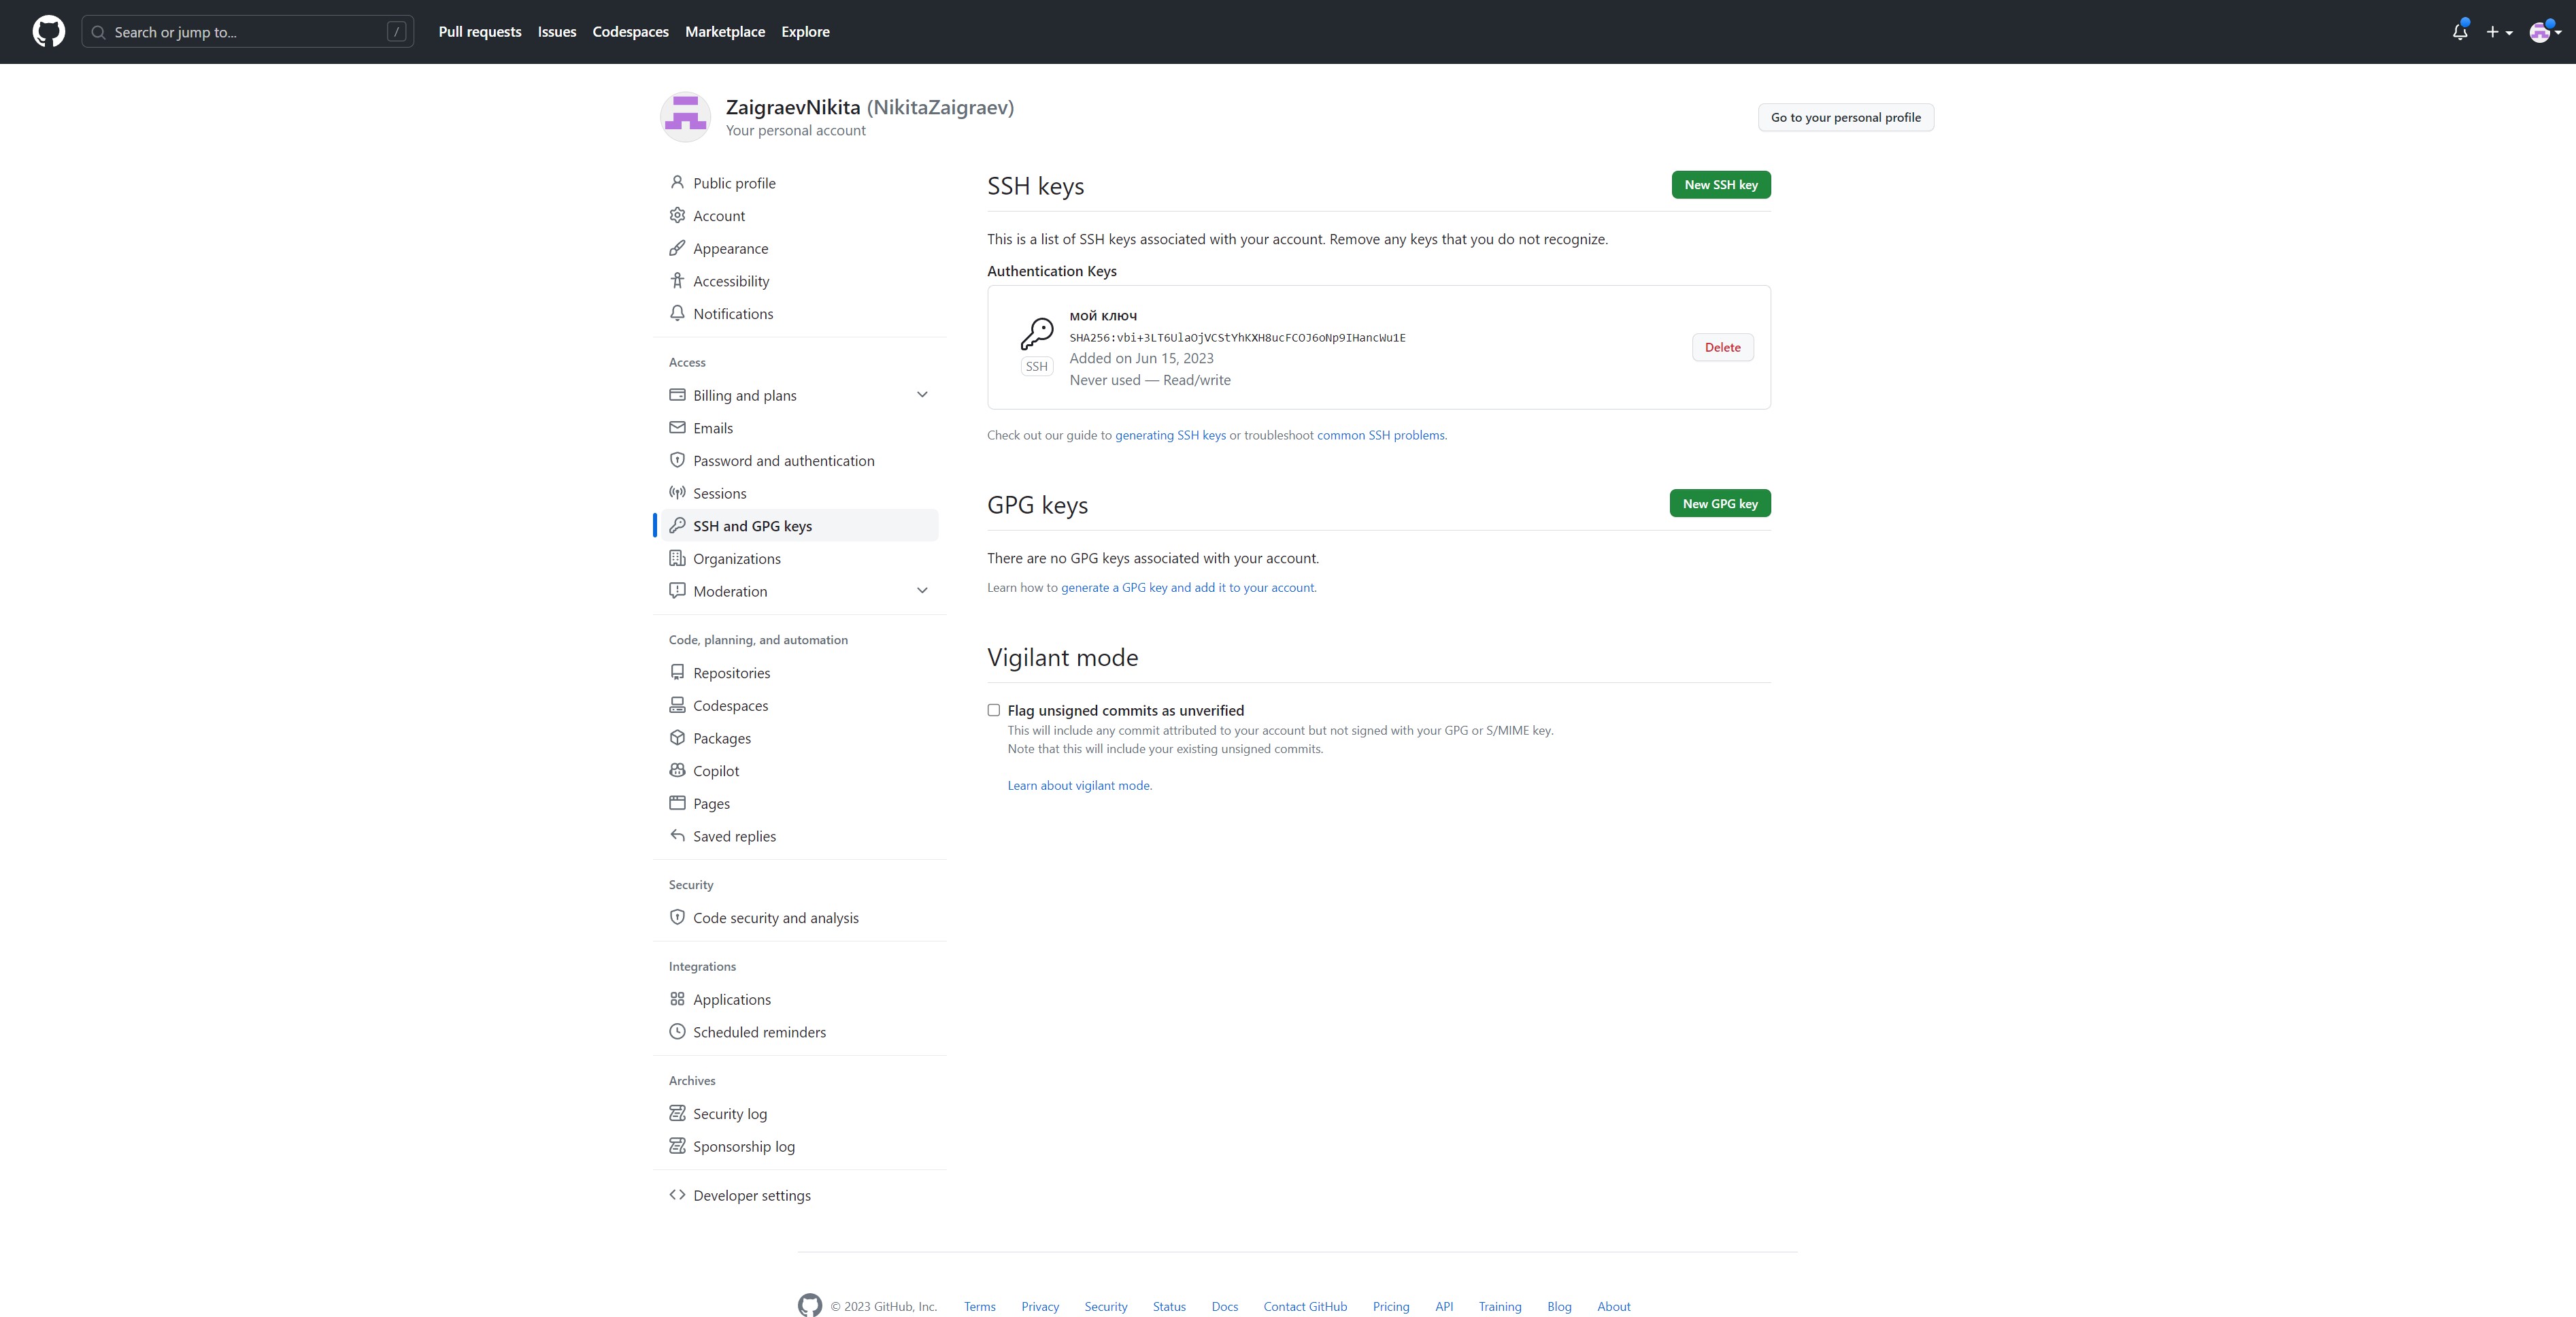 Search or jump to...
/
Pull requests
Issues
Codespaces
Marketplace
Explore
ZaigraevNikita (NikitaZaigraev)
Your personal account
Go to your personal profile
Public profile
Account
Appearance
Accessibility
Notifications
Access
Billing and plans
Emails
Password and authentication
Sessions
SSH and GPG keys
Organizations
Moderation
Code, planning, and automation
Repositories
Codespaces
Packages
Copilot
Pages
Saved replies
Security
Code security and analysis
Integrations
Applications
Scheduled reminders
Archives
Security log
Sponsorship log
Developer settings
SSH keys
New SSH key
This is a list of SSH keys associated with your account. Remove any keys that you do not recognize.
Authentication Keys
мой ключ
SHA256:vbi+3LT6UlaOjVCStYhKXH8ucFCOJ6oNp9IHancWu1E
Added on Jun 15, 2023
Never used — Read/write
SSH
Delete
Check out our guide to generating SSH keys or troubleshoot common SSH problems.
GPG keys
New GPG key
There are no GPG keys associated with your account.
Learn how to generate a GPG key and add it to your account.
Vigilant mode
Flag unsigned commits as unverified
This will include any commit attributed to your account but not signed with your GPG or S/MIME key.
Note that this will include your existing unsigned commits.
Learn about vigilant mode.
© 2023 GitHub, Inc.
Terms
Privacy
Security
Status
Docs
Contact GitHub
Pricing
API
Training
Blog
About